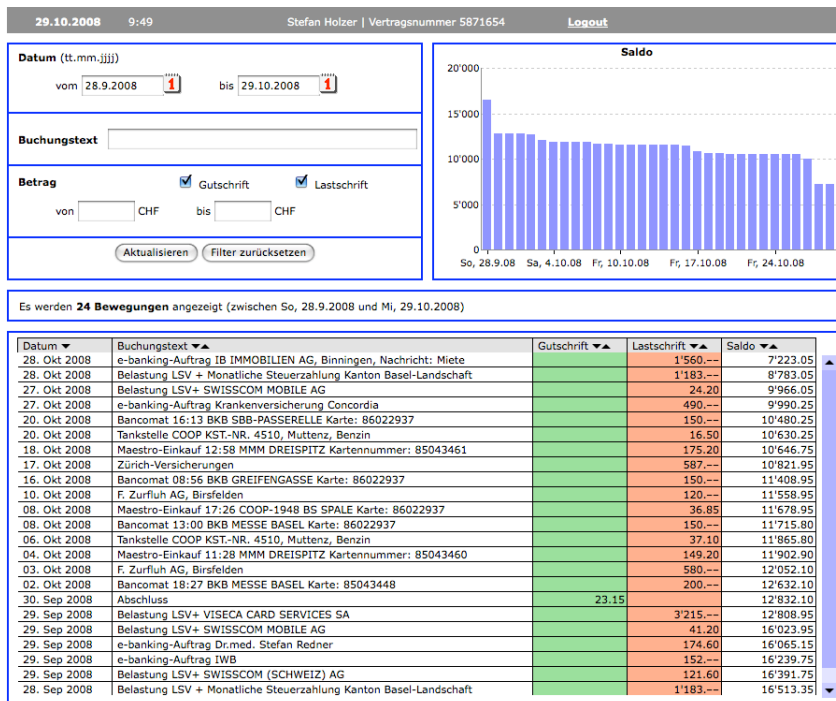 29.10.2008 9:49 Stefan Holzer | Vertragsnummer 5871654 Logout
Datum (tt.mm.jjjj)
vom 28.9.2008 1 bis 29.10.2008 1
Buchungstext
Betrag Gutschrift Lastschrift
von CHF bis CHF
Aktualisieren Filter zurücksetzen
Saldo
20'000
15'000
10'000
5'000
0
So, 28.9.08 Sa, 4.10.08 Fr, 10.10.08 Fr, 17.10.08 Fr, 24.10.08
Es werden 24 Bewegungen angezeigt (zwischen So, 28.9.2008 und Mi, 29.10.2008)
Datum ▼ Buchungstext ▼▲ Gutschrift ▼▲ Lastschrift ▼▲ Saldo ▼▲
28. Okt 2008 e-banking-Auftrag IB IMMOBILIEN AG, Binningen, Nachricht: Miete 1'560.-- 7'223.05
28. Okt 2008 Belastung LSV + Monatliche Steuerzahlung Kanton Basel-Landschaft 1'183.-- 8'783.05
27. Okt 2008 Belastung LSV+ SWISSCOM MOBILE AG 24.20 9'966.05
27. Okt 2008 e-banking-Auftrag Krankenversicherung Concordia 490.-- 9'990.25
20. Okt 2008 Bancomat 16:13 BKB SBB-PASSERELLE Karte: 86022937 150.-- 10'480.25
20. Okt 2008 Tankstelle COOP KST.-NR. 4510, Muttenz, Benzin 16.50 10'630.25
18. Okt 2008 Maestro-Einkauf 12:58 MMM DREISPITZ Kartennummer: 85043461 175.20 10'646.75
17. Okt 2008 Zürich-Versicherungen 587.-- 10'821.95
16. Okt 2008 Bancomat 08:56 BKB GREIFENGASSE Karte: 86022937 150.-- 11'408.95
10. Okt 2008 F. Zurfluh AG, Birsfelden 120.-- 11'558.95
08. Okt 2008 Maestro-Einkauf 17:26 COOP-1948 BS SPALE Karte: 86022937 36.85 11'678.95
08. Okt 2008 Bancomat 13:00 BKB MESSE BASEL Karte: 86022937 150.-- 11'715.80
06. Okt 2008 Tankstelle COOP KST.-NR. 4510, Muttenz, Benzin 37.10 11'865.80
04. Okt 2008 Maestro-Einkauf 11:28 MMM DREISPITZ Kartennummer: 85043460 149.20 11'902.90
03. Okt 2008 F. Zurfluh AG, Birsfelden 580.-- 12'052.10
02. Okt 2008 Bancomat 18:27 BKB MESSE BASEL Karte: 85043448 200.-- 12'632.10
30. Sep 2008 Abschluss 23.15 12'832.10
29. Sep 2008 Belastung LSV+ VISECA CARD SERVICES SA 3'215.-- 12'808.95
29. Sep 2008 Belastung LSV+ SWISSCOM MOBILE AG 41.20 16'023.95
29. Sep 2008 e-banking-Auftrag Dr.med. Stefan Redner 174.60 16'065.15
29. Sep 2008 e-banking-Auftrag IWB 152.-- 16'239.75
29. Sep 2008 Belastung LSV+ SWISSCOM (SCHWEIZ) AG 121.60 16'391.75
28. Sep 2008 Belastung LSV + Monatliche Steuerzahlung Kanton Basel-Landschaft 1'183.-- 16'513.35